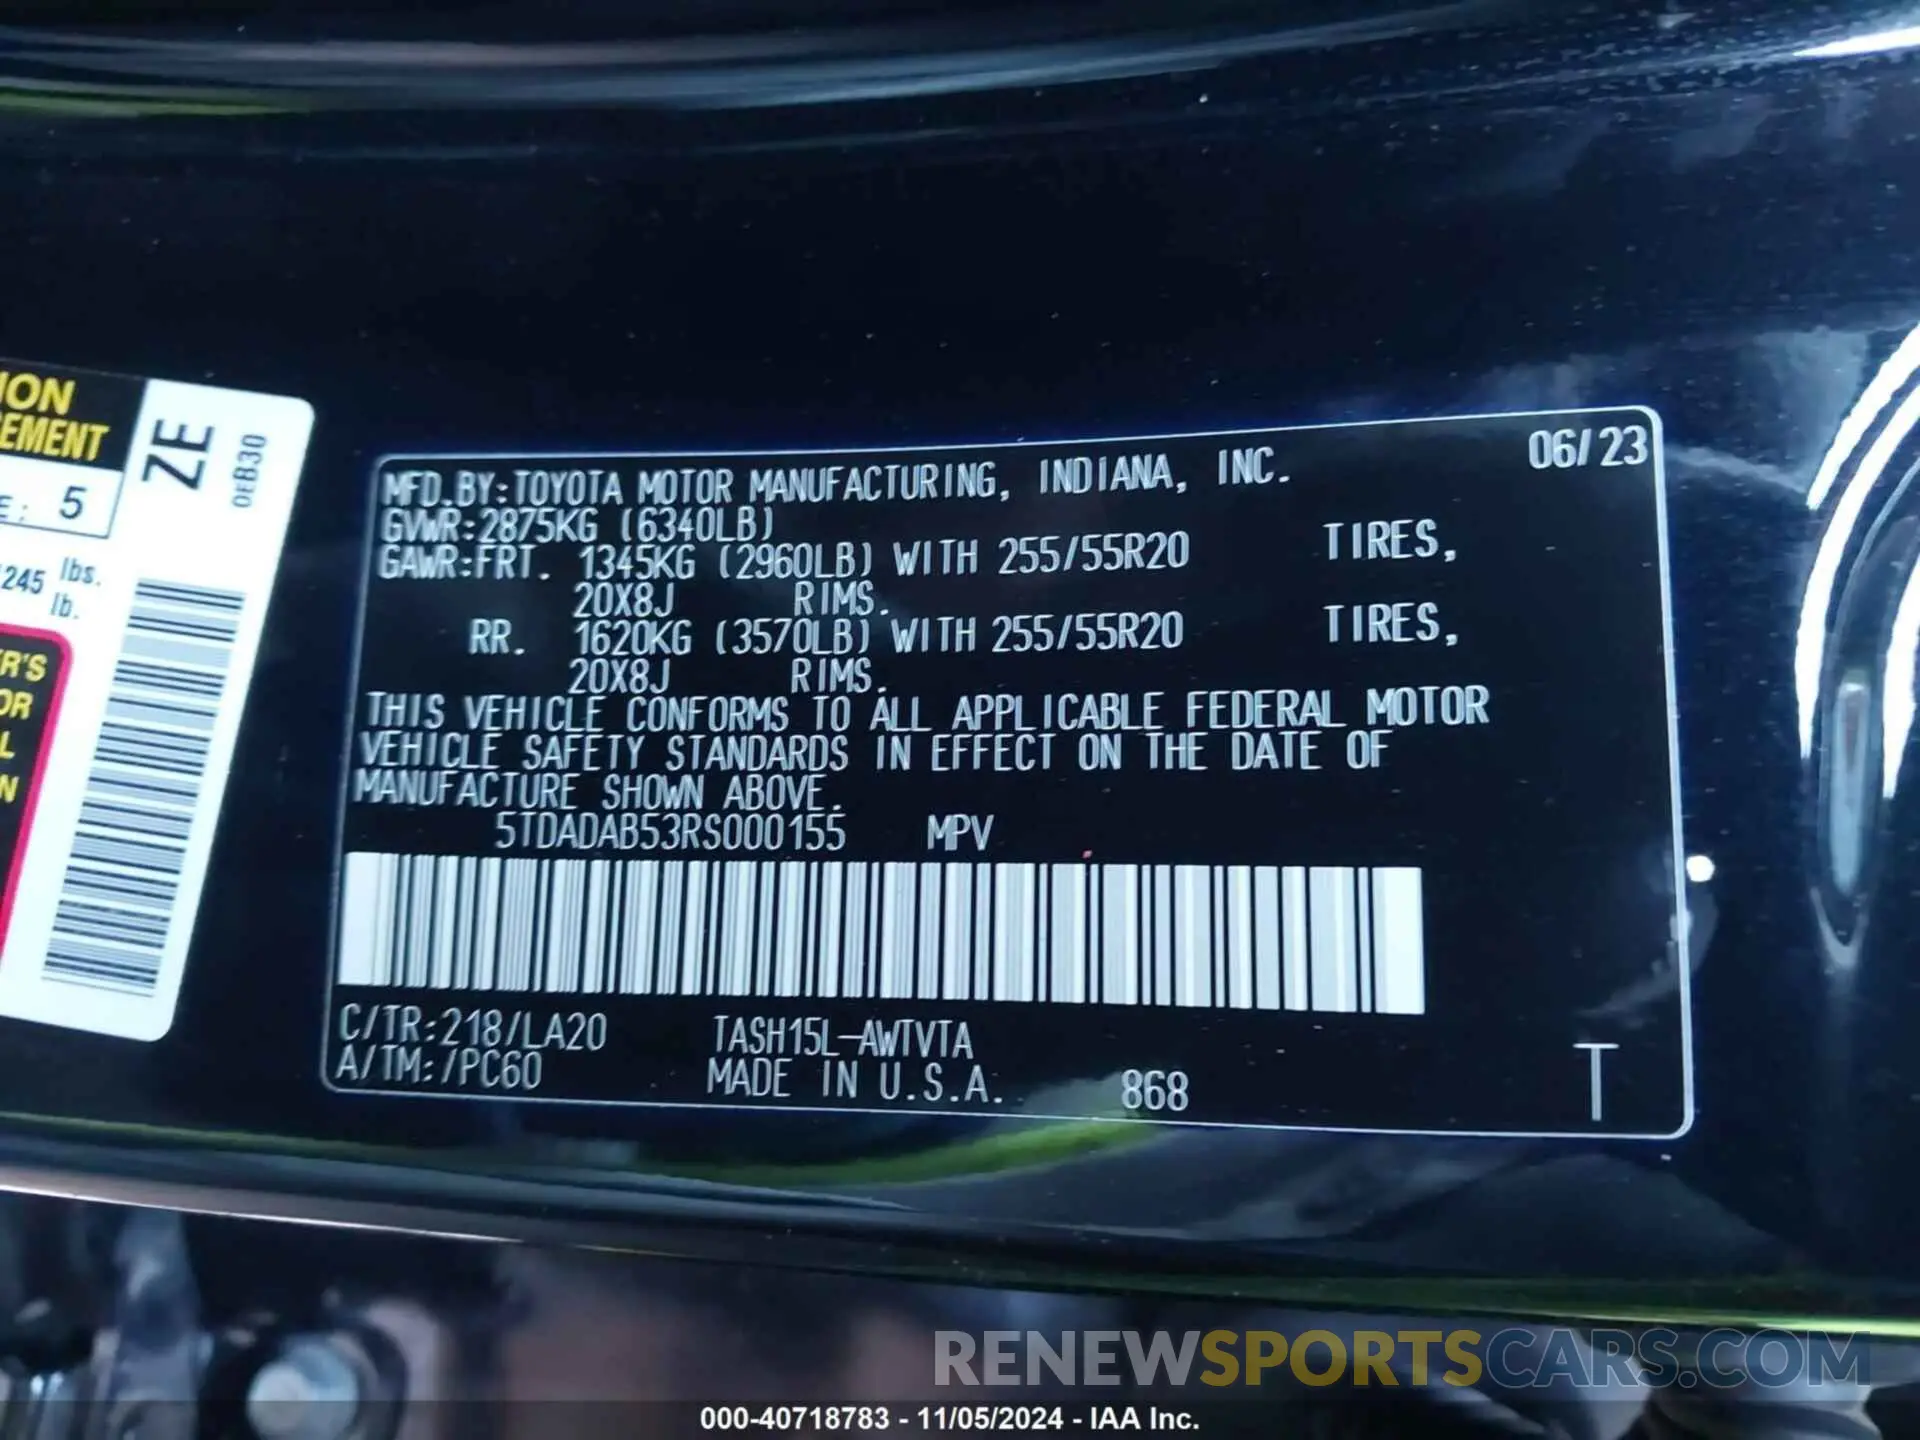 ION
EMENT
E: 5
245 lbs.
lb.
R'S
OR
L
N
ZE
0EB30
MFD.BY:TOYOTA MOTOR MANUFACTURING, INDIANA, INC. 06/23
GVWR:2875KG (6340LB)
GAWR:FRT. 1345KG (2960LB) WITH 255/55R20 TIRES,
20X8J RIMS.
RR. 1620KG (3570LB) WITH 255/55R20 TIRES,
20X8J RIMS.
THIS VEHICLE CONFORMS TO ALL APPLICABLE FEDERAL MOTOR
VEHICLE SAFETY STANDARDS IN EFFECT ON THE DATE OF
MANUFACTURE SHOWN ABOVE.
5TDADAB53RS000155 MPV
C/TR:218/LA20 TASH15L-AWTVTA
A/TM:/PC60 MADE IN U.S.A. 868 T
RENEWSPORTSCARS.COM
000-40718783 - 11/05/2024 - IAA Inc.